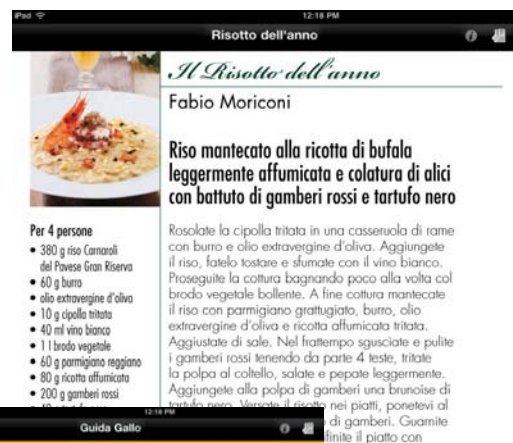 iPad 12:18 PM
Risotto dell'anno
Il Risotto dell'anno
Fabio Moriconi
Riso mantecato alla ricotta di bufala
leggermente affumicata e colatura di alici
con battuto di gamberi rossi e tartufo nero
Per 4 persone
• 380 g riso Carnaroli
del Pavese Gran Riserva
• 60 g burro
• olio extravergine d'oliva
• 10 g cipolla tritata
• 40 ml vino bianco
• 1 l brodo vegetale
• 60 g parmigiano reggiano
• 80 g ricotta affumicata
• 200 g gamberi rossi
Rosolate la cipolla tritata in una casseruola di rame
con burro e olio extravergine d'oliva. Aggiungete
il riso, fatelo tostare e sfumate con il vino bianco.
Proseguite la cottura bagnando poco alla volta col
brodo vegetale bollente. A fine cottura mantecate
il riso con parmigiano grattugiato, burro, olio
extravergine d'oliva e ricotta affumicata tritata.
Aggiustate di sale. Nel frattempo sgusciate e pulite
i gamberi rossi tenendo da parte 4 teste, tritate
la polpa al coltello, salate e pepate leggermente.
Aggiungete alla polpa di gamberi una brunoise di
tartufo nero. Versate il risotto nei piatti, ponetevi al
di gamberi. Guarnite
finite il piatto con
12:18 PM
Guida Gallo